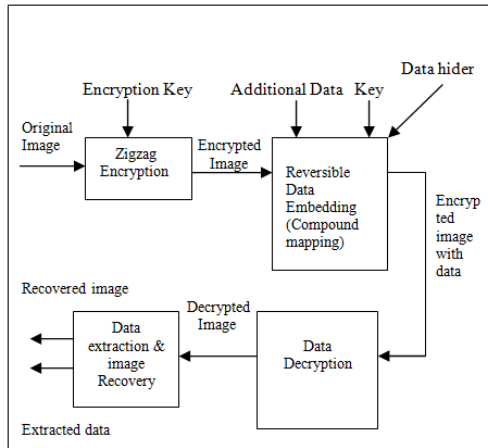 Data hider
Encryption Key
Additional Data Key
Original
Image
Zigzag
Encryption
Encrypted
Image
Reversible
Data
Embedding
(Compound
mapping)
Encryp
ted
image
with
data
Recovered image
Decrypted
Image
Data
extraction &
image
Recovery
Data
Decryption
Extracted data